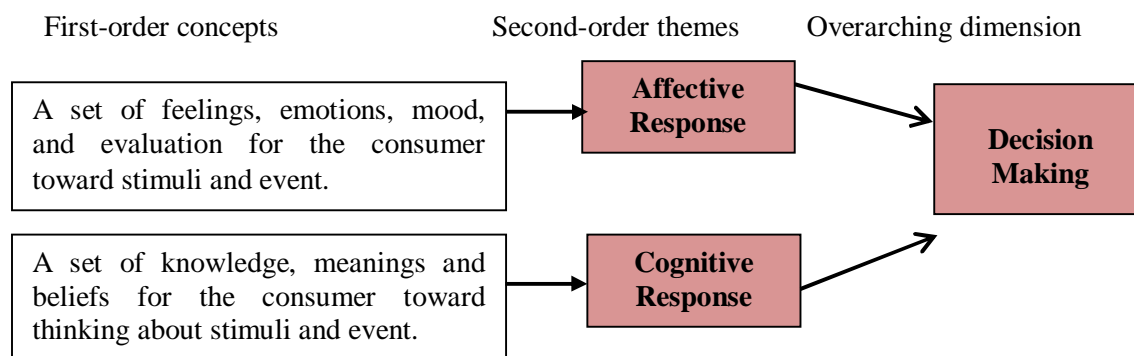 First-order concepts
Second-order themes
Overarching dimension
A set of feelings, emotions, mood,
and evaluation for the consumer
toward stimuli and event.
Affective
Response
Decision
Making
A set of knowledge, meanings and
beliefs for the consumer toward
thinking about stimuli and event.
Cognitive
Response